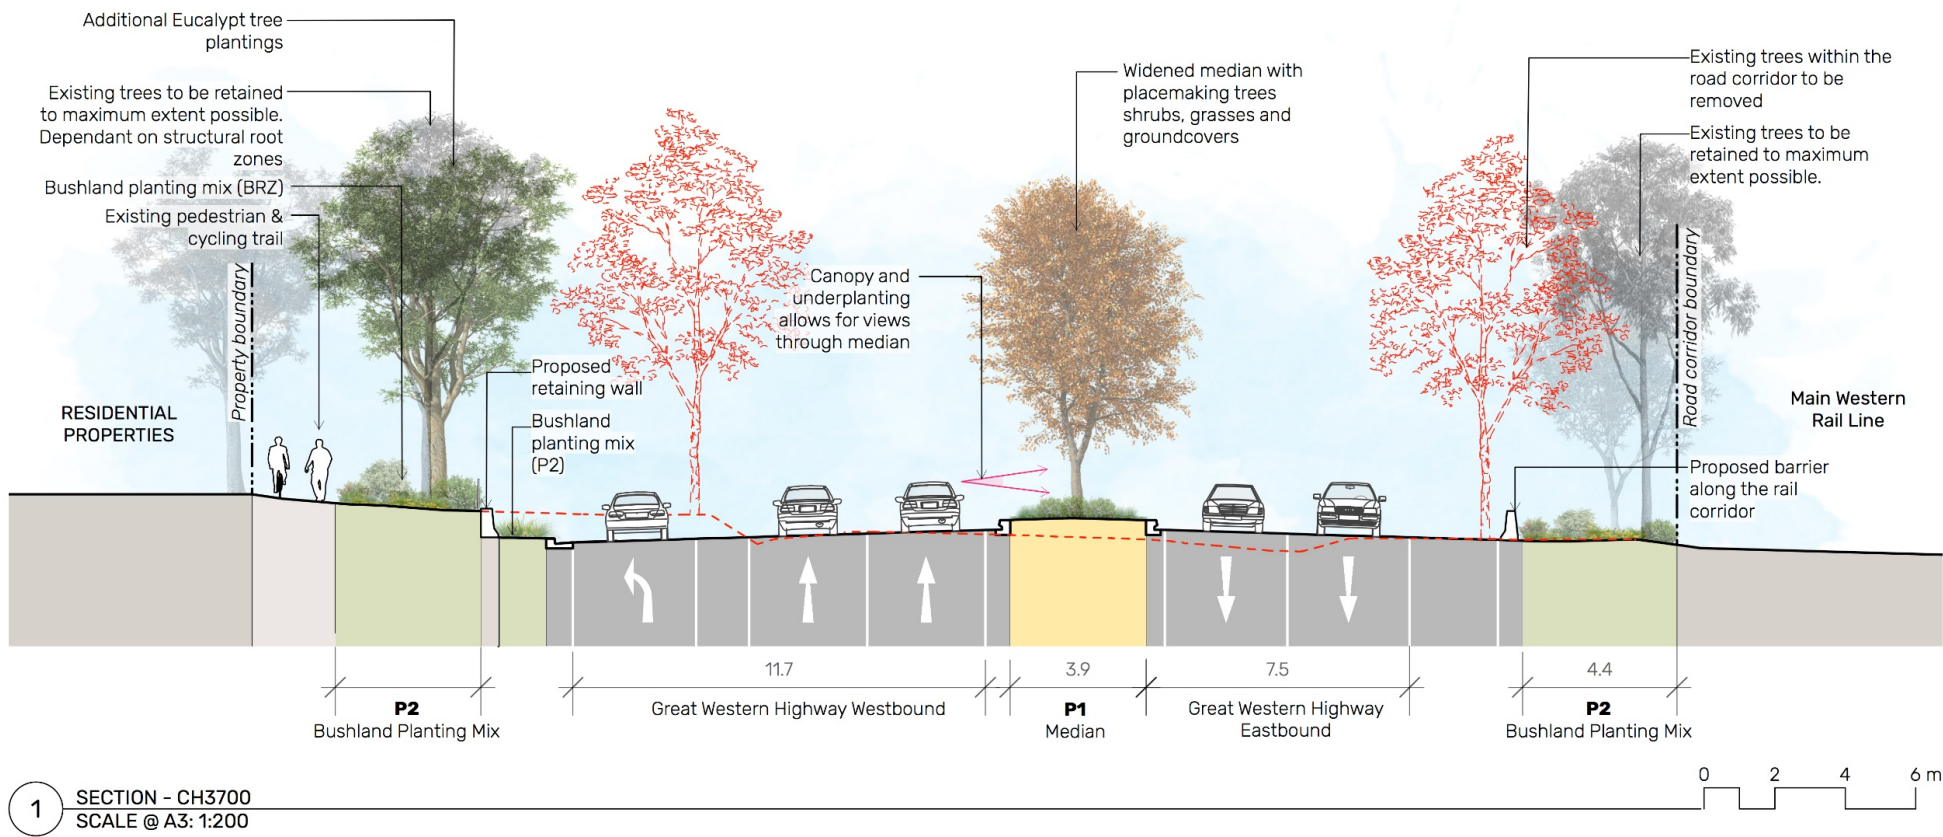 Additional Eucalypt tree
plantings
Existing trees to be retained
to maximum extent possible.
Dependant on structural root
zones
Bushland planting mix (BRZ)
Existing pedestrian &
cycling trail
Property boundary
RESIDENTIAL
PROPERTIES
Proposed
retaining wall
Bushland
planting mix
(P2)
Canopy and
underplanting
allows for views
through median
Widened median with
placemaking trees
shrubs, grasses and
groundcovers
Existing trees within the
road corridor to be
removed
Existing trees to be
retained to maximum
extent possible.
Road corridor boundary
Main Western
Rail Line
Proposed barrier
along the rail
corridor
11.7
3.9
7.5
4.4
P2
Bushland Planting Mix
Great Western Highway Westbound
P1
Median
Great Western Highway
Eastbound
P2
Bushland Planting Mix
0 2 4 6 m
1
SECTION - CH3700
SCALE @ A3: 1:200